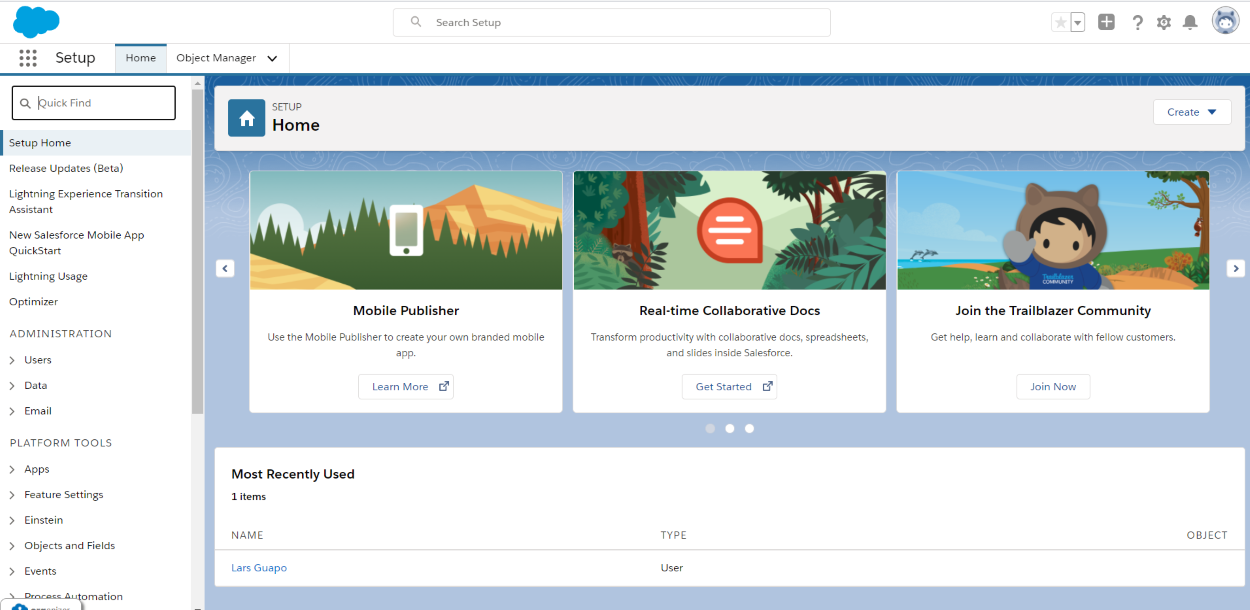 Search Setup
Setup
Home
Object Manager
Quick Find
Setup Home
Release Updates (Beta)
Lightning Experience Transition
Assistant
New Salesforce Mobile App
QuickStart
Lightning Usage
Optimizer
ADMINISTRATION
Users
Data
Email
PLATFORM TOOLS
Apps
Feature Settings
Einstein
Objects and Fields
Events
Process Automation
SETUP
Home
Create
Mobile Publisher
Use the Mobile Publisher to create your own branded mobile
app.
Learn More
Real-time Collaborative Docs
Transform productivity with collaborative docs, spreadsheets,
and slides inside Salesforce.
Get Started
Trailblazer
COMMUNITY
Join the Trailblazer Community
Get help, learn and collaborate with fellow customers.
Join Now
Most Recently Used
1 items
NAME TYPE OBJECT
Lars Guapo User